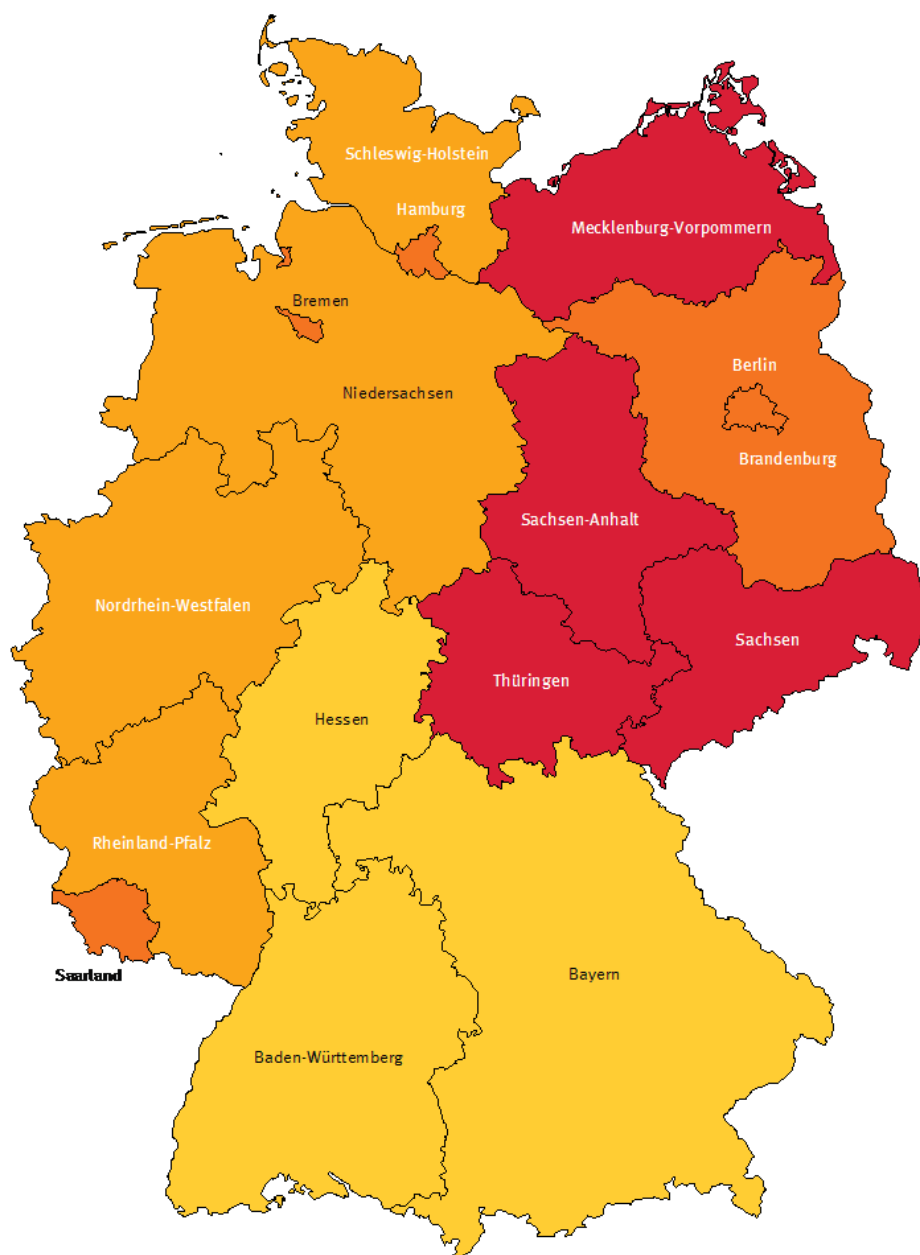 Schleswig-Holstein
Hamburg
Mecklenburg-Vorpommern
Bremen
Berlin
Niedersachsen
Brandenburg
Sachsen-Anhalt
Nordrhein-Westfalen
Sachsen
Thüringen
Hessen
Rheinland-Pfalz
Saarland
Bayern
Baden-Württemberg